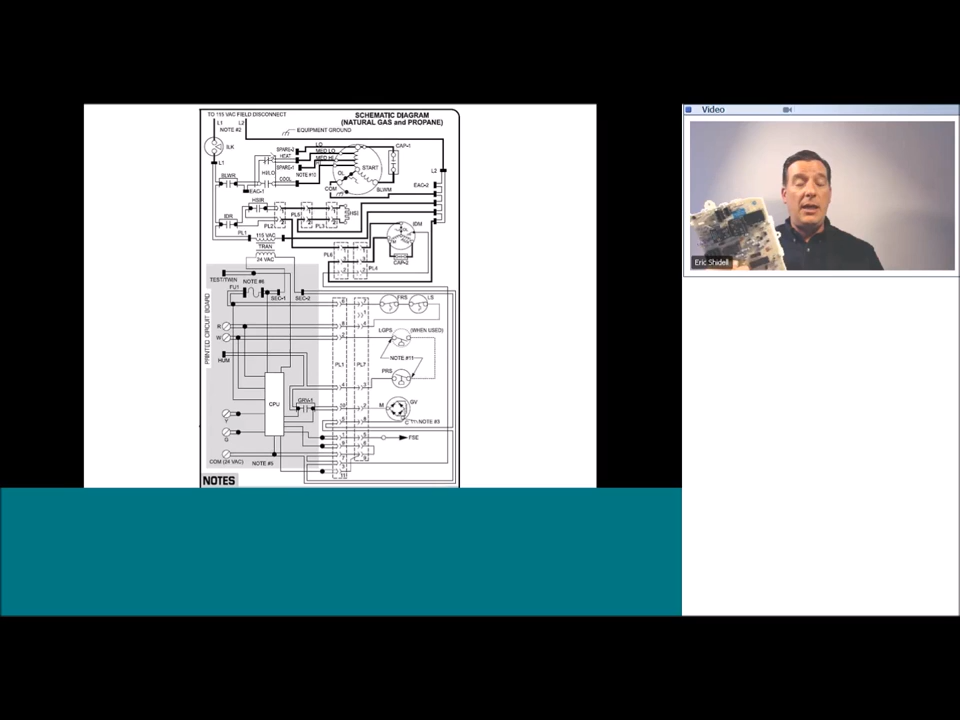 TO 115 VAC FIELD DISCONNECT
SCHEMATIC DIAGRAM
(NATURAL GAS and PROPANE)
L1 L2
NOTE #2
EQUIPMENT GROUND
ILK
L1
SPARE-2
HEAT
SPARE-1
COOL
LO
MED LO
MED HI
NOTE #10
HI/LO
CAP-1
START
OL
COM
BLWM
L2
EAC-2
BLWR
EAC-1
HSIR
IDR
PL2
PL5
PL3
HSI
IDM
CAP-2
PL1
115 VAC
TRAN
24 VAC
PL6
PL4
TEST/TWIN
NOTE #6
FU1
SEC-1
SEC-2
PRINTED CIRCUIT BOARD
R
W
HUM
CPU
GRV-1
Y
G
COM (24 VAC)
NOTE #5
PL1
PL7
FRS
LS
LGPS
(WHEN USED)
NOTE #11
PRS
M
GV
C
NOTE #3
FSE
NOTES
Video
Eric Shidell